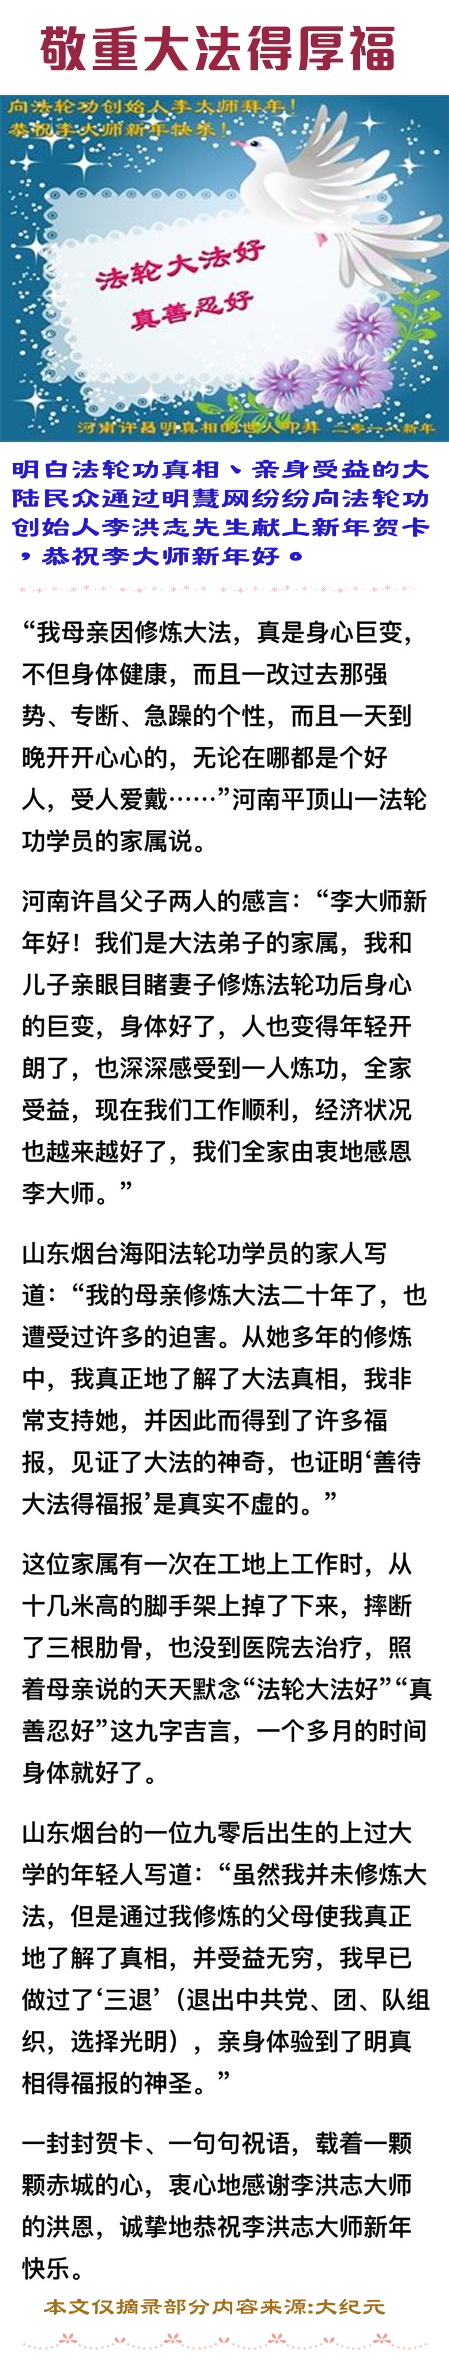 敬重大法得厚福
向法轮功创始人李大师拜年！
恭祝李大师新年快乐！
法轮大法好
真善忍好
河南许昌明真相的世人叩拜 二零一八新年
明白法轮功真相、亲身受益的大
陆民众通过明慧网纷纷向法轮功
创始人李洪志先生献上新年贺卡
，恭祝李大师新年好。
“我母亲因修炼大法，真是身心巨变，
不但身体健康，而且一改过去那强
势、专断、急躁的个性，而且一天到
晚开开心心的，无论在哪都是个好
人，受人爱戴……”河南平顶山一法轮
功学员的家属说。
河南许昌父子两人的感言：“李大师新
年好！我们是大法弟子的家属，我和
儿子亲眼目睹妻子修炼法轮功后身心
的巨变，身体好了，人也变得年轻开
朗了，也深深感受到一人炼功，全家
受益，现在我们工作顺利，经济状况
也越来越好了，我们全家由衷地感恩
李大师。”
山东烟台海阳法轮功学员的家人写
道：“我的母亲修炼大法二十年了，也
遭受过许多的迫害。从她多年的修炼
中，我真正地了解了大法真相，我非
常支持她，并因此而得到了许多福
报，见证了大法的神奇，也证明‘善待
大法得福报’是真实不虚的。”
这位家属有一次在工地上工作时，从
十几米高的脚手架上掉了下来，摔断
了三根肋骨，也没到医院去治疗，照
着母亲说的天天默念“法轮大法好”“真
善忍好”这九字吉言，一个多月的时间
身体就好了。
山东烟台的一位九零后出生的上过大
学的年轻人写道：“虽然我并未修炼大
法，但是通过我修炼的父母使我真正
地了解了真相，并受益无穷，我早已
做过了‘三退’（退出中共党、团、队组
织，选择光明），亲身体验到了明真
相得福报的神圣。”
一封封贺卡、一句句祝语，载着一颗
颗赤城的心，衷心地感谢李洪志大师
的洪恩，诚挚地恭祝李洪志大师新年
快乐。
本文仅摘录部分内容来源:大纪元